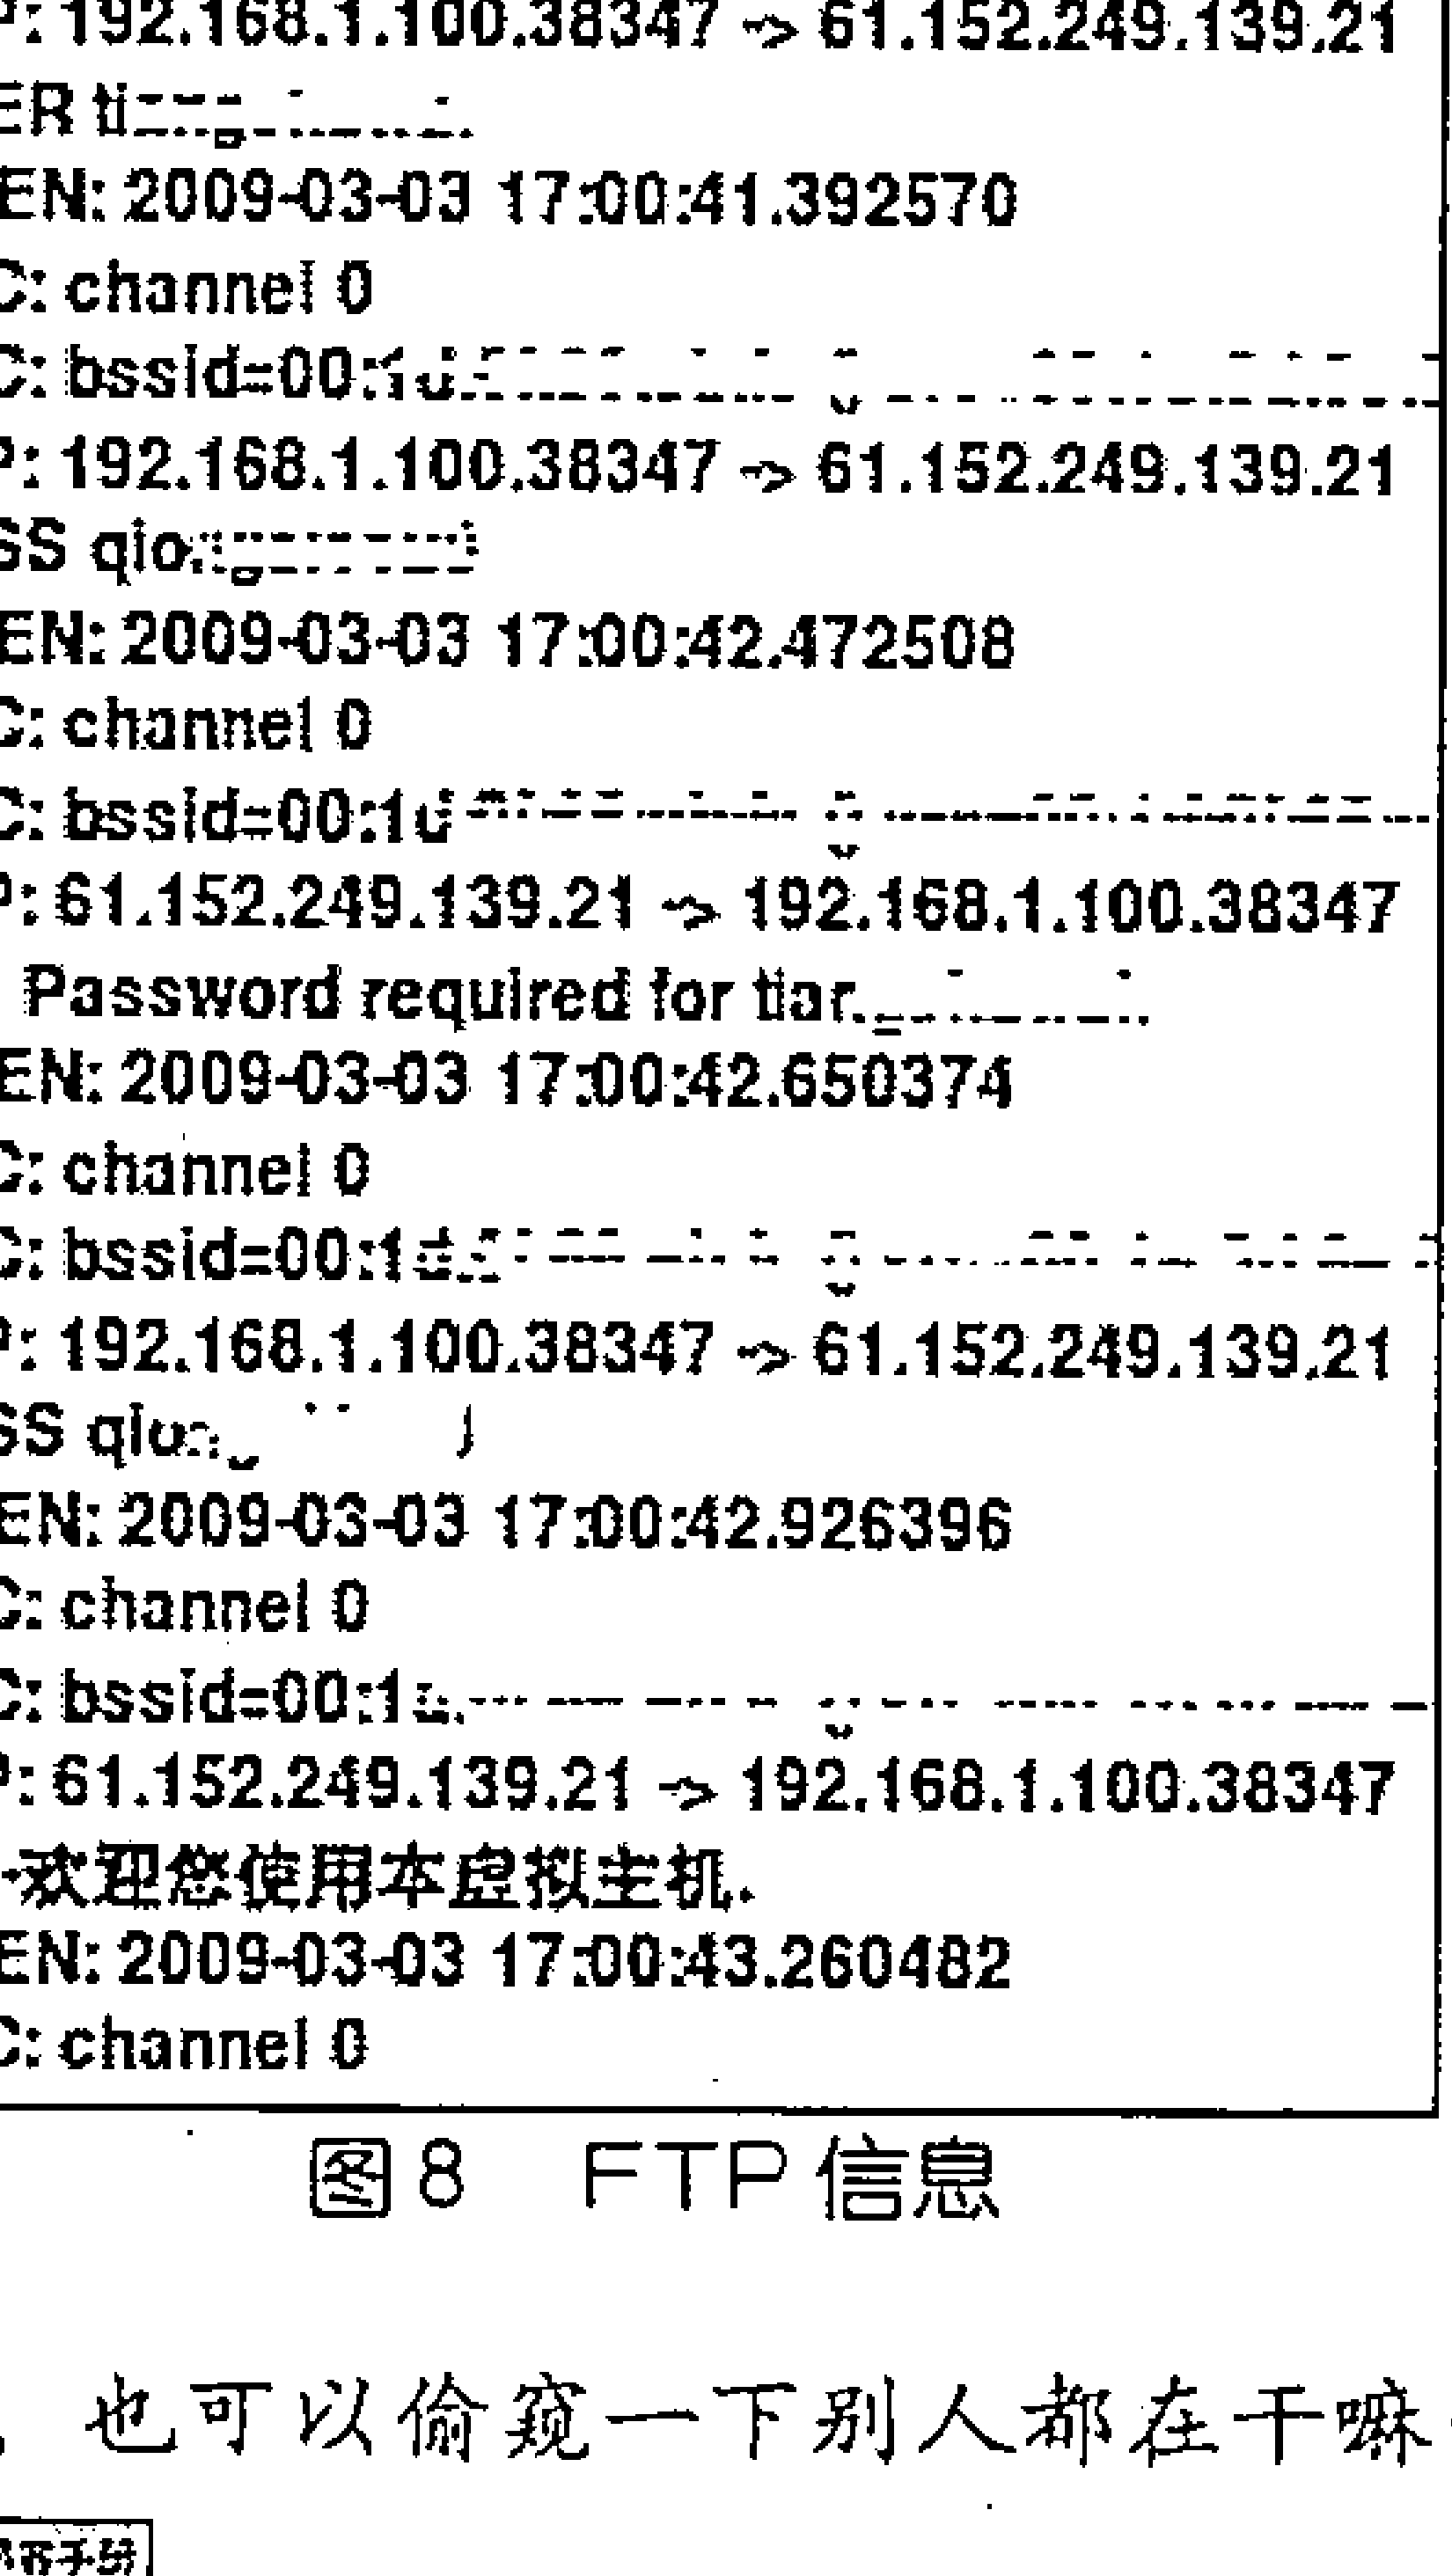 P: 192.168.1.100.38347 -> 61.152.249.139.21
ER
EN: 2009-03-03 17:00:41.392570
C: channel 0
C: bssid=00:1
P: 192.168.1.100.38347 -> 61.152.249.139.21
SS
EN: 2009-03-03 17:00:42.472508
C: channel 0
C: bssid=00:1
P: 61.152.249.139.21 -> 192.168.1.100.38347
Password required for
EN: 2009-03-03 17:00:42.650374
C: channel 0
C: bssid=00:1
P: 192.168.1.100.38347 -> 61.152.249.139.21
SS
EN: 2009-03-03 17:00:42.926396
C: channel 0
C: bssid=00:1
P: 61.152.249.139.21 -> 192.168.1.100.38347
-欢迎您使用本虚拟主机.
EN: 2009-03-03 17:00:43.260482
C: channel 0
图8 FTP信息
也可以偷窥一下别人都在干嘛